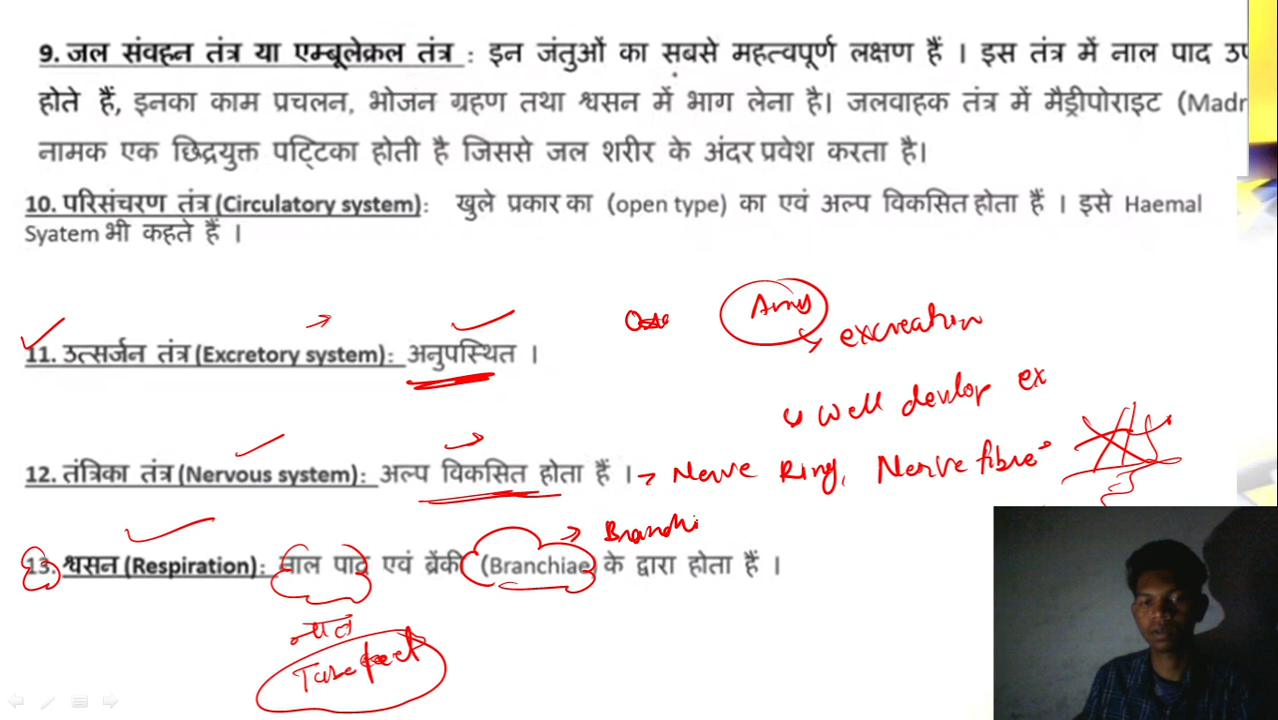 9. जल संवहन तंत्र या एम्बूलेक्रल तंत्र : इन जंतुओं का सबसे महत्वपूर्ण लक्षण हैं । इस तंत्र में नाल पाद
होते हैं, इनका काम प्रचलन, भोजन ग्रहण तथा श्वसन में भाग लेना है। जलवाहक तंत्र में मैड्रीपोराइट (Madr
नामक एक छिद्रयुक्त पट्टिका होती है जिससे जल शरीर के अंदर प्रवेश करता है।
10. परिसंचरण तंत्र (Circulatory system): खुले प्रकार का (open type) का एवं अल्प विकसित होता हैं । इसे Haemal
Syatem भी कहते हैं ।
excreation
11. उत्सर्जन तंत्र (Excretory system): अनुपस्थित ।
well develop ex
12. तंत्रिका तंत्र (Nervous system): अल्प विकसित होता हैं । → Nerve Ring, Nerve fibre
Branchi
13. श्वसन (Respiration): नाल पाद एवं ब्रेंकी (Branchiae) के द्वारा होता हैं ।